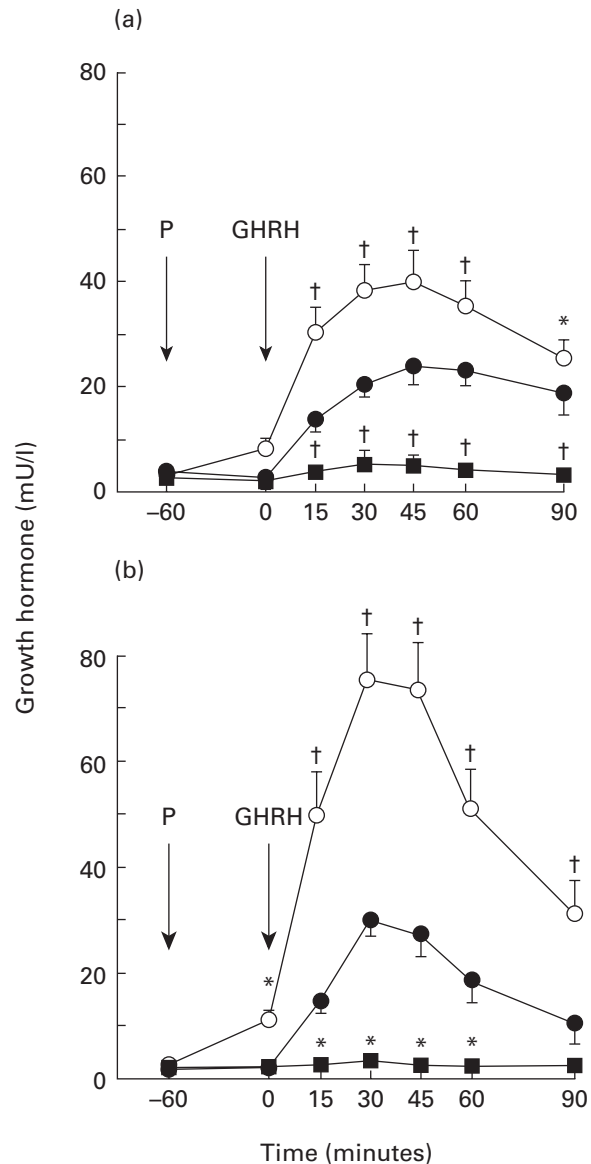 (a)
80
60
P GHRH
† † † † *
40
20
† † † † †
0
–60 0 15 30 45 60 90
(b)
Growth hormone (mU/l)
† †
80
† †
60
P GHRH
†
40
20
*
* * * *
0
–60 0 15 30 45 60 90
Time (minutes)